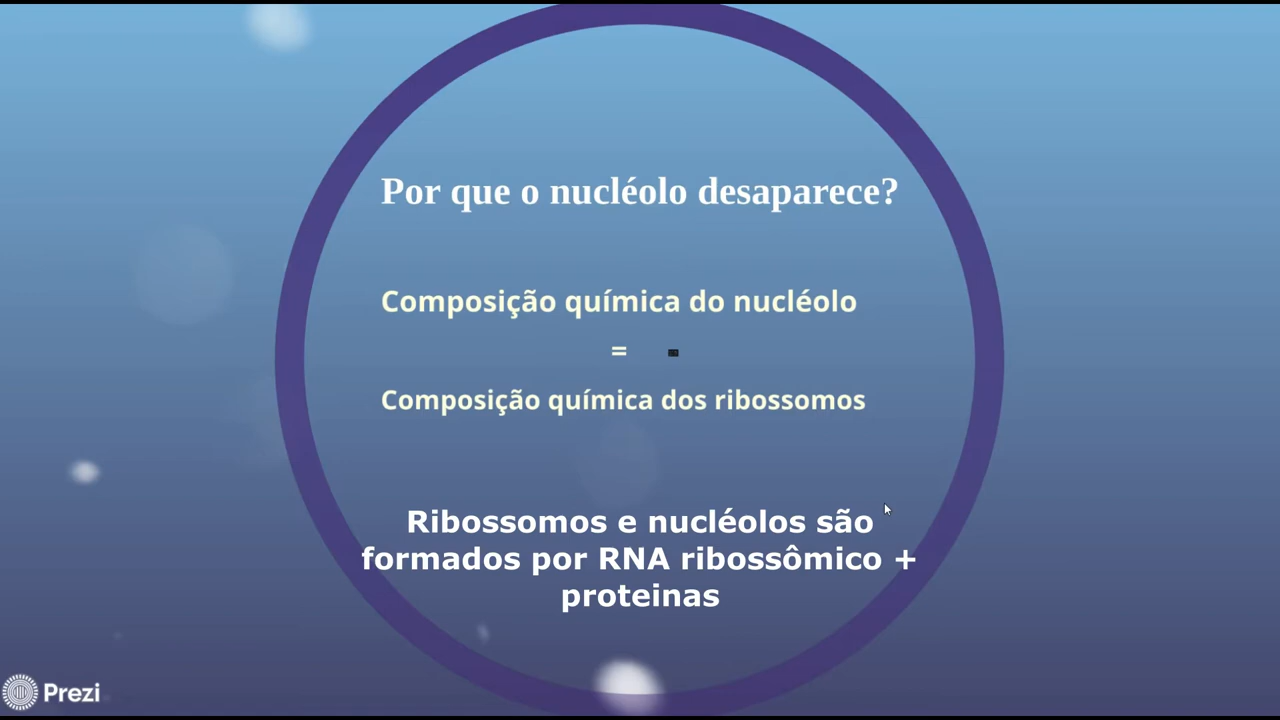 Por que o nucléolo desaparece?
Composição química do nucléolo
=
Composição química dos ribossomos
Ribossomos e nucléolos são
formados por RNA ribossômico +
proteinas
Prezi